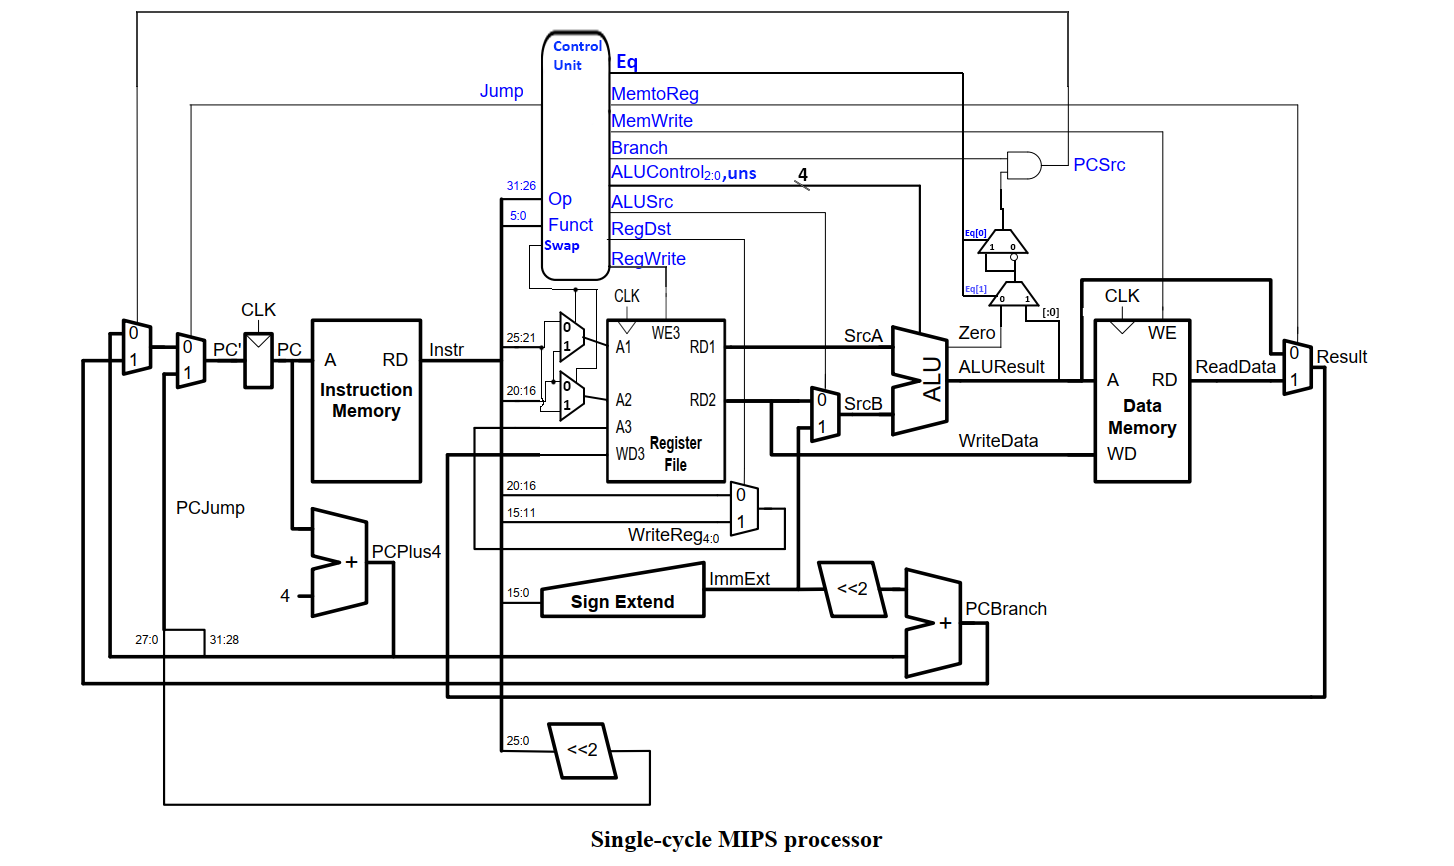 Control
Unit
Eq
Jump
MemtoReg
MemWrite
Branch
PCSrc
ALUControl2:0,uns
4
31:26
Op
ALUSrc
5:0
Funct
RegDst
Swap
RegWrite
Eq[0]
1 0
Eq[1]
0 1
[:0]
CLK
CLK
CLK
0
1
0
1
PC'
PC
A
RD
Instruction
Memory
Instr
25:21
0
1
20:16
0
1
A1
WE3
RD1
A2
RD2
A3
WD3
Register
File
SrcA
0
1
SrcB
ALU
Zero
ALUResult
WriteData
WE
A
RD
Data
Memory
WD
ReadData
0
1
Result
20:16
0
15:11
1
WriteReg4:0
PCJump
+
PCPlus4
4
15:0
Sign Extend
ImmExt
<<2
+
PCBranch
27:0
31:28
25:0
<<2
Single-cycle MIPS processor